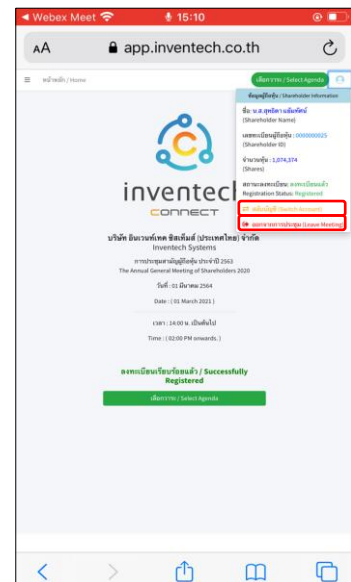 ◀ Webex Meet 15:10
AA app.inventech.co.th
หน้าหลัก / Home
เลือกวาระ / Select Agenda
ข้อมูลผู้ถือหุ้น / Shareholder Information
ชื่อ: น.ส.สุทธิดา แย้มทัศน์
(Shareholder Name)
เลขทะเบียนผู้ถือหุ้น : 0000000025
(Shareholder ID)
จำนวนหุ้น : 1,074,374
(Shares)
สถานะลงทะเบียน: ลงทะเบียนแล้ว
Registration Status: Registered
สลับบัญชี (Switch Account)
ออกจากการประชุม (Leave Meeting)
inventech
CONNECT
บริษัท อินเวนท์เทค ซิสเท็มส์ (ประเทศไทย) จำกัด
Inventech Systems
การประชุมสามัญผู้ถือหุ้น ประจำปี 2563
The Annual General Meeting of Shareholders 2020
วันที่ : 01 มีนาคม 2564
Date : ( 01 March 2021 )
เวลา : 14:00 น. เป็นต้นไป
Time : ( 02:00 PM onwards. )
ลงทะเบียนเรียบร้อยแล้ว / Successfully
Registered
เลือกวาระ / Select Agenda